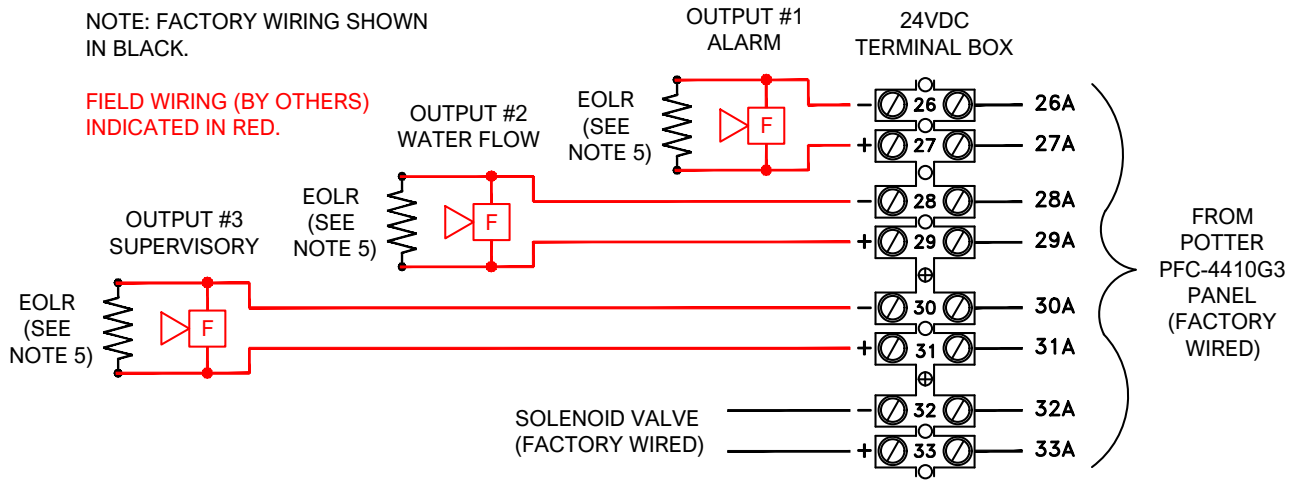 NOTE: FACTORY WIRING SHOWN
IN BLACK.
FIELD WIRING (BY OTHERS)
INDICATED IN RED.
OUTPUT #1
ALARM
24VDC
TERMINAL BOX
EOLR
(SEE
NOTE 5)
F
- 26 26A
+ 27 27A
OUTPUT #2
WATER FLOW
EOLR
(SEE
NOTE 5)
F
- 28 28A
+ 29 29A
OUTPUT #3
SUPERVISORY
EOLR
(SEE
NOTE 5)
F
- 30 30A
+ 31 31A
SOLENOID VALVE
(FACTORY WIRED)
- 32 32A
+ 33 33A
FROM
POTTER
PFC-4410G3
PANEL
(FACTORY
WIRED)